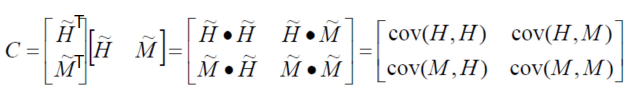 C = [H̃ᵀ M̃ᵀ] [H̃ M̃] = [H̃ • H̃ H̃ • M̃ M̃ • H̃ M̃ • M̃] = [cov(H,H) cov(H,M) cov(M,H) cov(M,M)]